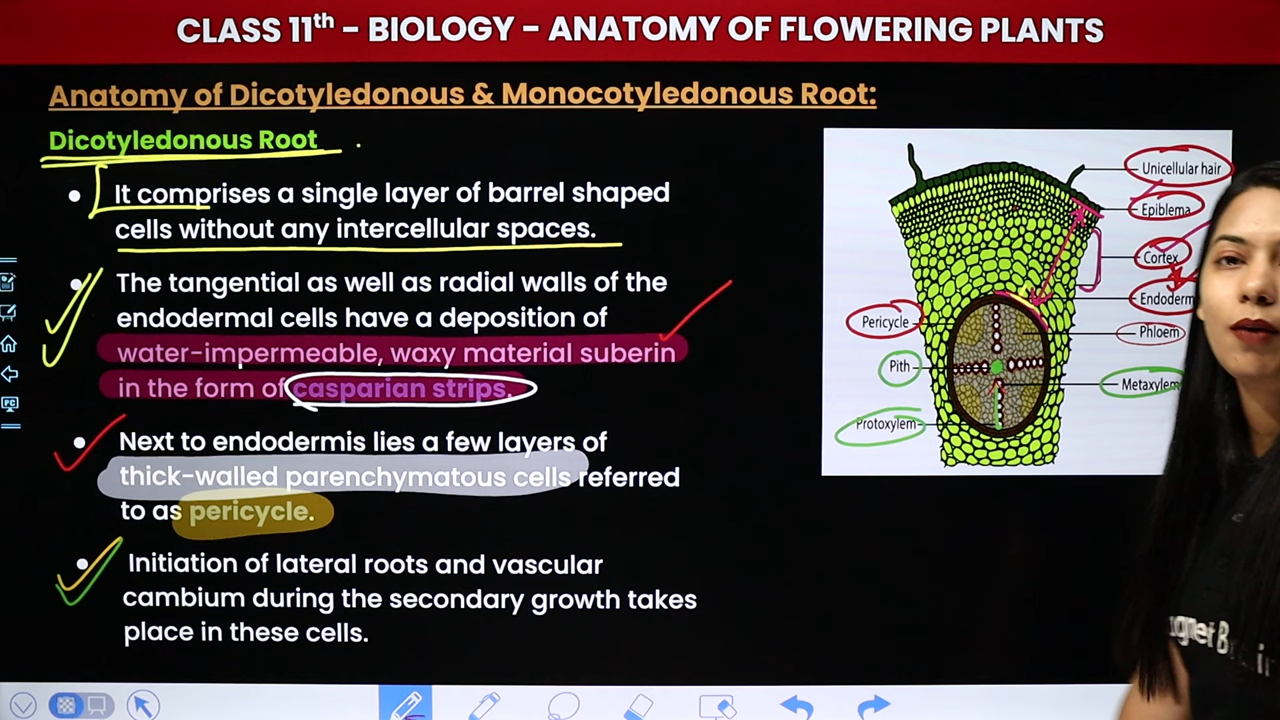 CLASS 11th - BIOLOGY - ANATOMY OF FLOWERING PLANTS
Anatomy of Dicotyledonous & Monocotyledonous Root:
Dicotyledonous Root
• It comprises a single layer of barrel shaped
cells without any intercellular spaces.
• The tangential as well as radial walls of the
endodermal cells have a deposition of
water-impermeable, waxy material suberin
in the form of casparian strips.
• Next to endodermis lies a few layers of
thick-walled parenchymatous cells referred
to as pericycle.
• Initiation of lateral roots and vascular
cambium during the secondary growth takes
place in these cells.
Unicellular hair
Epiblema
Cortex
Endoderm
Pericycle
Phloem
Pith
Metaxylem
Protoxylem
PC